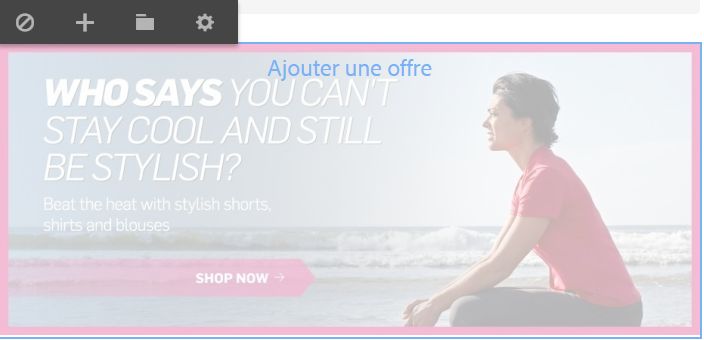 Ajouter une offre
WHO SAYS YOU CAN'T
STAY COOL AND STILL
BE STYLISH?
Beat the heat with stylish shorts,
shirts and blouses
SHOP NOW →